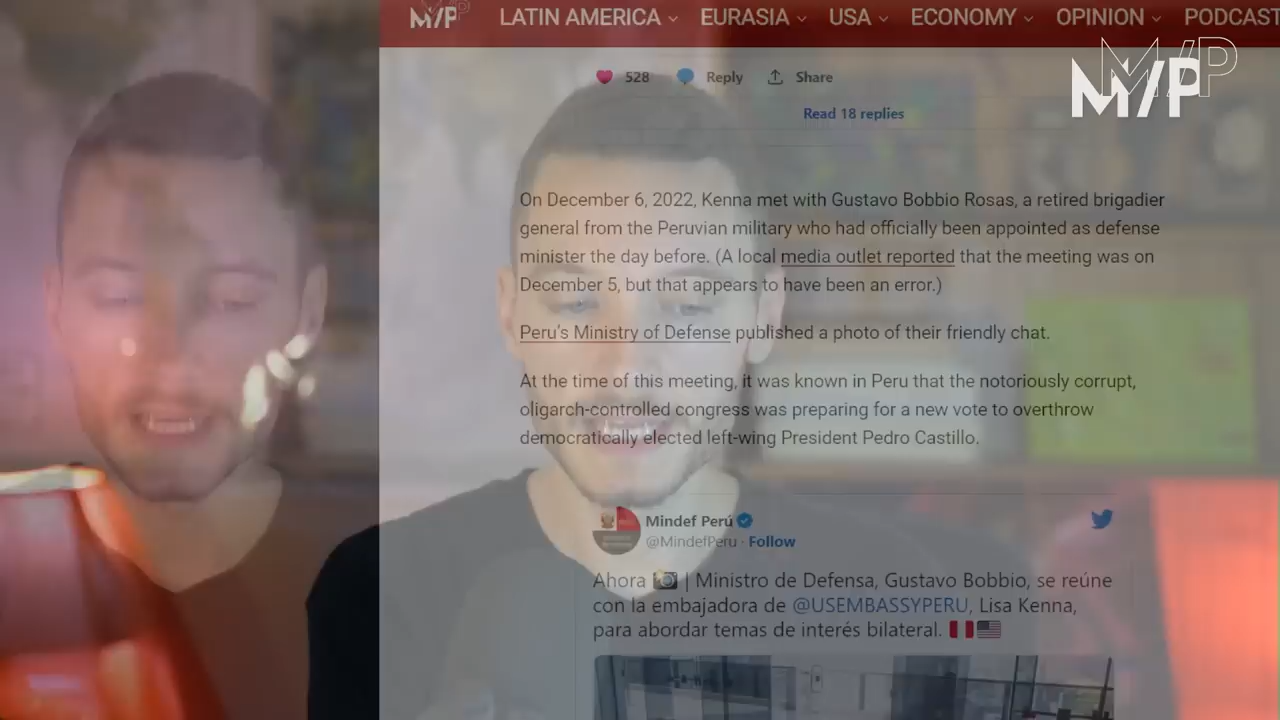 M/P LATIN AMERICA EURASIA USA ECONOMY OPINION PODCAST
M/P
528 Reply Share
Read 18 replies
On December 6, 2022, Kenna met with Gustavo Bobbio Rosas, a retired brigadier
general from the Peruvian military who had officially been appointed as defense
minister the day before. (A local media outlet reported that the meeting was on
December 5, but that appears to have been an error.)
Peru's Ministry of Defense published a photo of their friendly chat.
At the time of this meeting, it was known in Peru that the notoriously corrupt,
oligarch-controlled congress was preparing for a new vote to overthrow
democratically elected left-wing President Pedro Castillo.
Mindef Perú
@MindefPeru · Follow
Ahora 📷 | Ministro de Defensa, Gustavo Bobbio, se reúne
con la embajadora de @USEMBASSYPERU, Lisa Kenna,
para abordar temas de interés bilateral. 🇵🇪🇺🇸